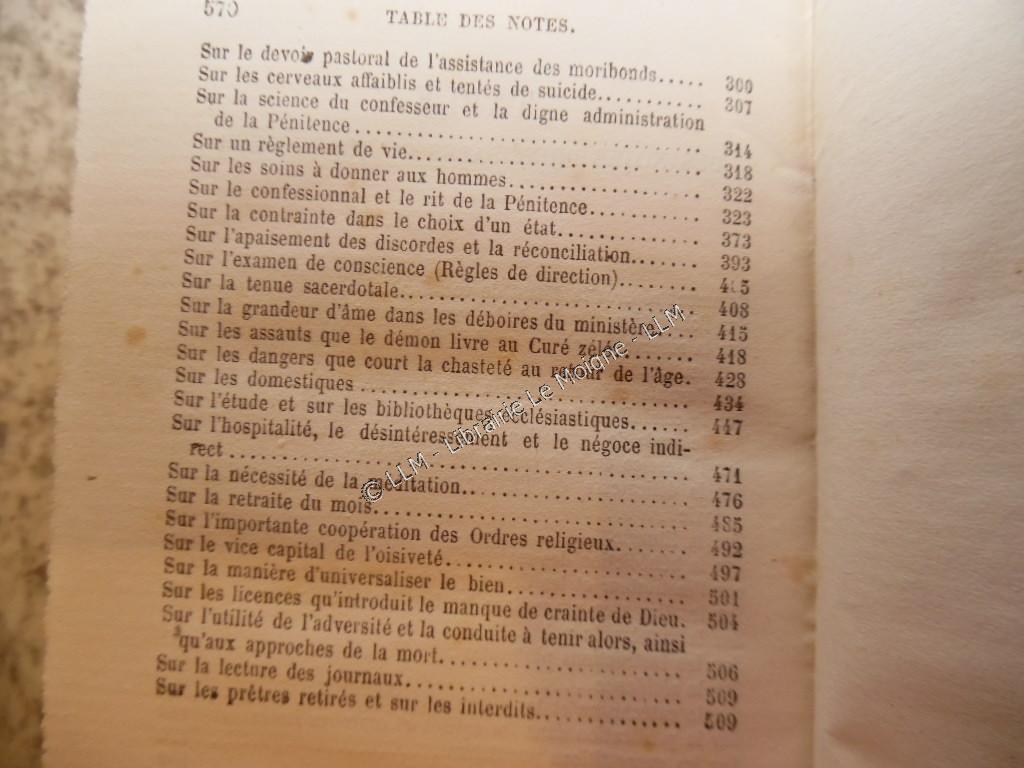 570
TABLE DES NOTES.
Sur le devoir pastoral de l'assistance des moribonds..... 300
Sur les cerveaux affaiblis et tentés de suicide........... 307
Sur la science du confesseur et la digne administration
de la Pénitence.................................... 314
Sur un règlement de vie............................. 318
Sur les soins à donner aux hommes................... 322
Sur le confessionnal et le rit de la Pénitence........... 323
Sur la contrainte dans le choix d'un état.............. 373
Sur l'apaisement des discordes et la réconciliation....... 393
Sur l'examen de conscience (Règles de direction)........ 405
Sur la tenue sacerdotale............................. 408
Sur la grandeur d'âme dans les déboires du ministère.... 415
Sur les assauts que le démon livre au Curé zélé........ 418
Sur les dangers que court la chasteté au retour de l'âge. 428
Sur les domestiques................................. 434
Sur l'étude et sur les bibliothèques ecclésiastiques...... 447
Sur l'hospitalité, le désintéressement et le négoce indi-
rect............................................... 471
Sur la nécessité de la méditation...................... 476
Sur la retraite du mois............................... 485
Sur l'importante coopération des Ordres religieux....... 492
Sur le vice capital de l'oisiveté....................... 497
Sur la manière d'universaliser le bien................. 501
Sur les licences qu'introduit le manque de crainte de Dieu. 504
Sur l'utilité de l'adversité et la conduite à tenir alors, ainsi
qu'aux approches de la mort........................ 506
Sur la lecture des journaux........................... 509
Sur les prêtres retirés et sur les interdits.............. 509
© LLM - Librairie Le Moigne - LLM